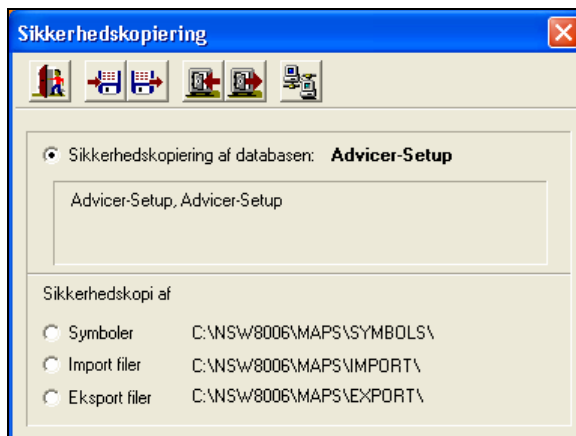 Sikkerhedskopiering
Sikkerhedskopiering af databasen: Advicer-Setup
Advicer-Setup, Advicer-Setup
Sikkerhedskopi af
Symboler C:\NSW8006\MAPS\SYMBOLS\
Import filer C:\NSW8006\MAPS\IMPORT\
Eksport filer C:\NSW8006\MAPS\EXPORT\